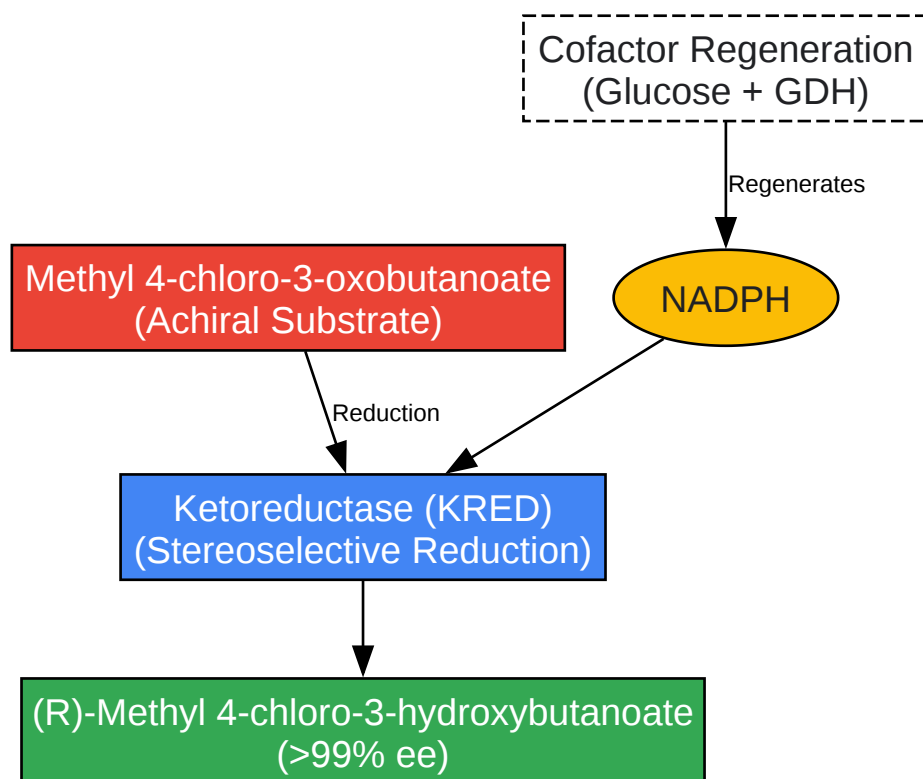 Cofactor Regeneration
(Glucose + GDH)
Regenerates
Methyl 4-chloro-3-oxobutanoate
(Achiral Substrate)
NADPH
Reduction
Ketoreductase (KRED)
(Stereoselective Reduction)
(R)-Methyl 4-chloro-3-hydroxybutanoate
(>99% ee)